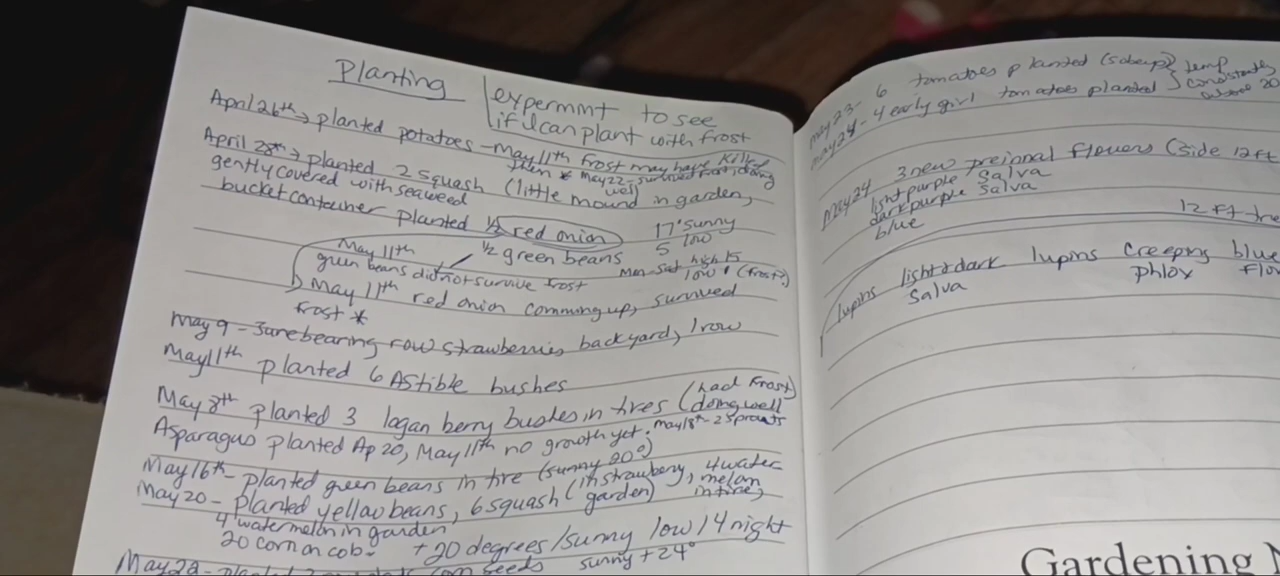 Planting
expermint to see
if U can plant with frost
April 26th → planted potatoes - May 11th frost may have killed
them * May 22 - survived frost, doing
well
April 28th → planted 2 squash (little mound in garden,
gently covered with seaweed
bucket container planted 1/2 red onion
17° sunny
5 low
1/2 green beans
Mon - Sat high 15
low 1 (frost?)
May 11th
green beans did not survive frost
May 11th red onion comming up, survived
frost *
May 9 - June bearing row strawberries, backyard, 1 row
May 11th planted 6 AStible bushes
May 8th planted 3 logan berry bushes in tires (had frost)
(doing well
Asparagus planted Ap 20, May 11th no growth yet. May 18th - 2 sprouts
May 16th - planted green beans in tire (sunny 20°)
May 20 - planted yellow beans, 6 squash (in strawberry garden), 4 water melon in tires
4 watermelon in garden
20 corn on cob -
+20 degrees/sunny low 14 night
sunny +24°
May 23 - 6 tomatoes planted
temp
consistently
above 20
May 24 - 4 early girl tomatoes planted
May 24 3 new preinnal flowers (side 12 ft
light purple Salva
dark purple Salva
blue
12 ft
lupins light & dark lupins creeping blue
Salva phlox
Gardening